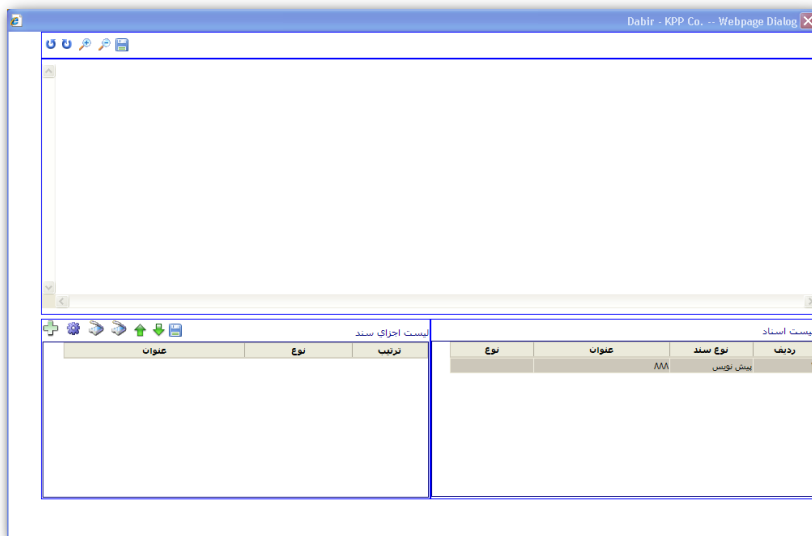 Dabir - KPP Co. -- Webpage Dialog
لیست اسناد
ردیف نوع سند عنوان نوع
پیش نویس ۸۸۸
لیست اجزای سند
ترتیب نوع عنوان